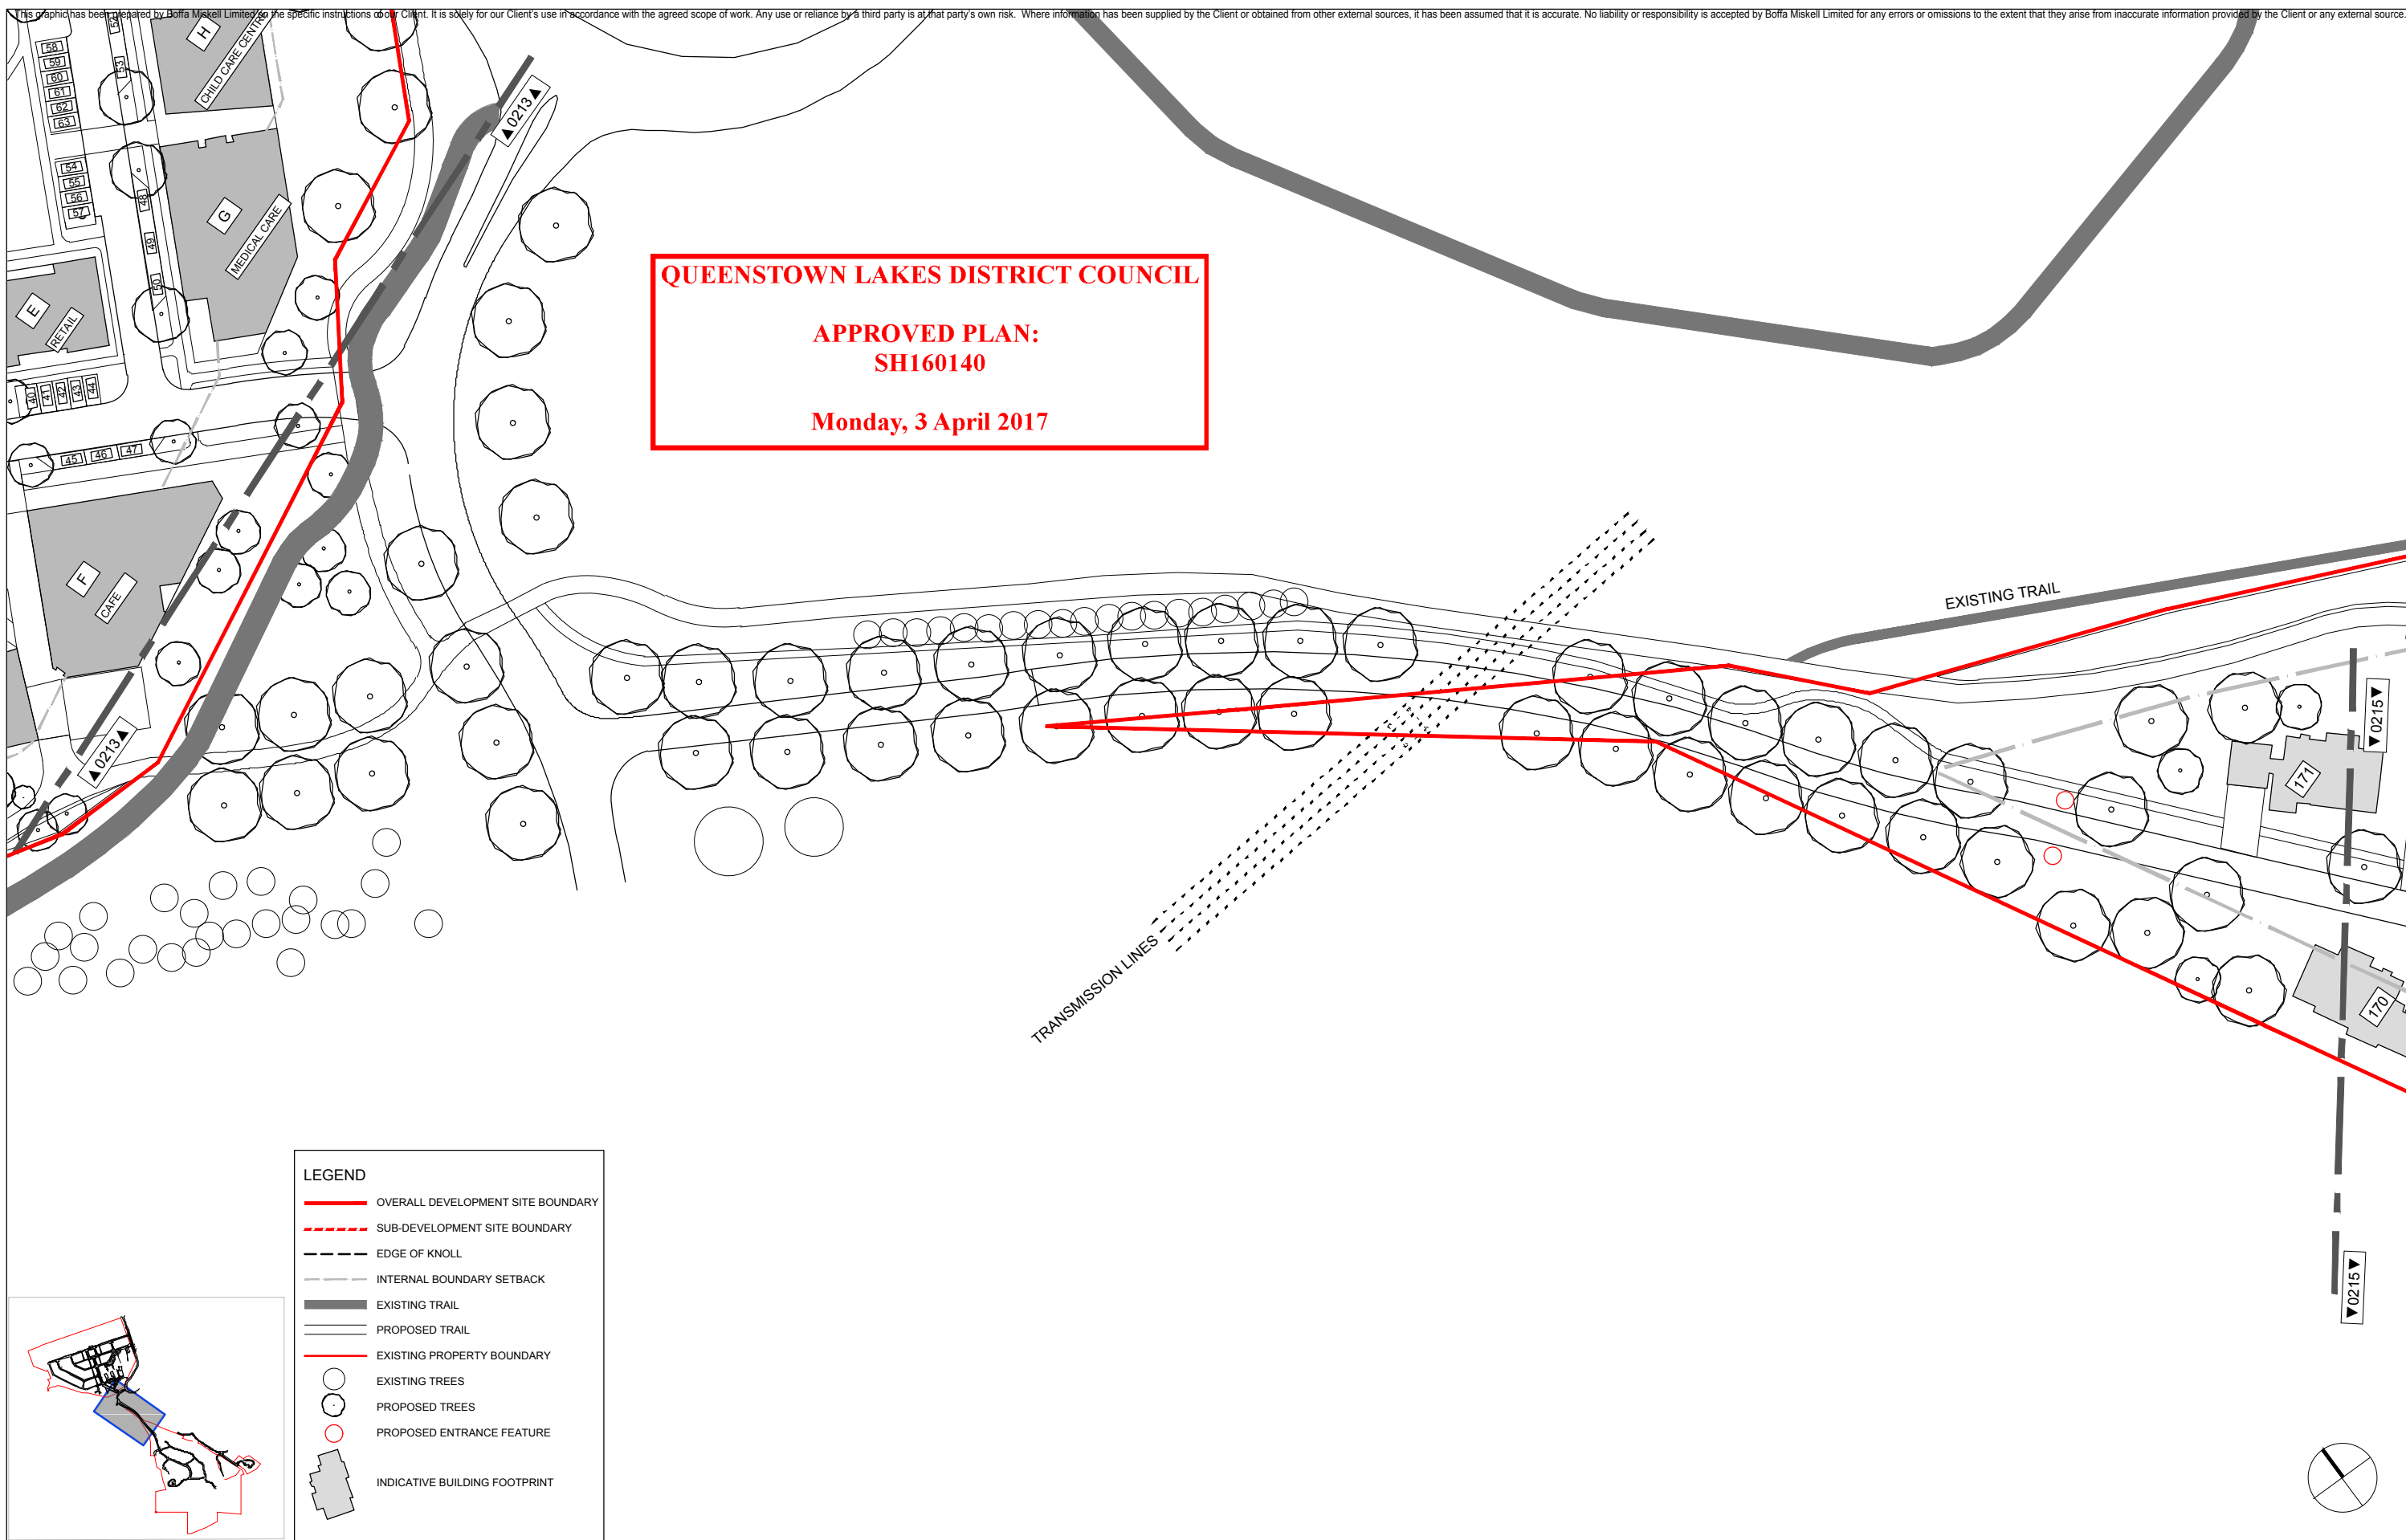 This graphic has been prepared by Boffa Miskell Limited on the specific instructions of our Client. It is solely for our Client's use in accordance with the agreed scope of work. Any use or reliance by a third party is at that party's own risk. Where information has been supplied by the Client or obtained from other external sources, it has been assumed that it is accurate. No liability or responsibility is accepted by Boffa Miskell Limited for any errors or omissions to the extent that they arise from inaccurate information provided by the Client or any external source.
H
CHILD CARE CENTRE
58
59
60
61
62
63
53
54
55
56
57
48
49
50
G
MEDICAL CARE
E
RETAIL
40
41
42
43
44
45
46
47
F
CAFE
▲0213▲
▲0213▲
QUEENSTOWN LAKES DISTRICT COUNCIL
APPROVED PLAN:
SH160140
Monday, 3 April 2017
EXISTING TRAIL
TRANSMISSION LINES
171
170
▼0215▼
▼0215▼
LEGEND
OVERALL DEVELOPMENT SITE BOUNDARY
SUB-DEVELOPMENT SITE BOUNDARY
EDGE OF KNOLL
INTERNAL BOUNDARY SETBACK
EXISTING TRAIL
PROPOSED TRAIL
EXISTING PROPERTY BOUNDARY
EXISTING TREES
PROPOSED TREES
PROPOSED ENTRANCE FEATURE
INDICATIVE BUILDING FOOTPRINT